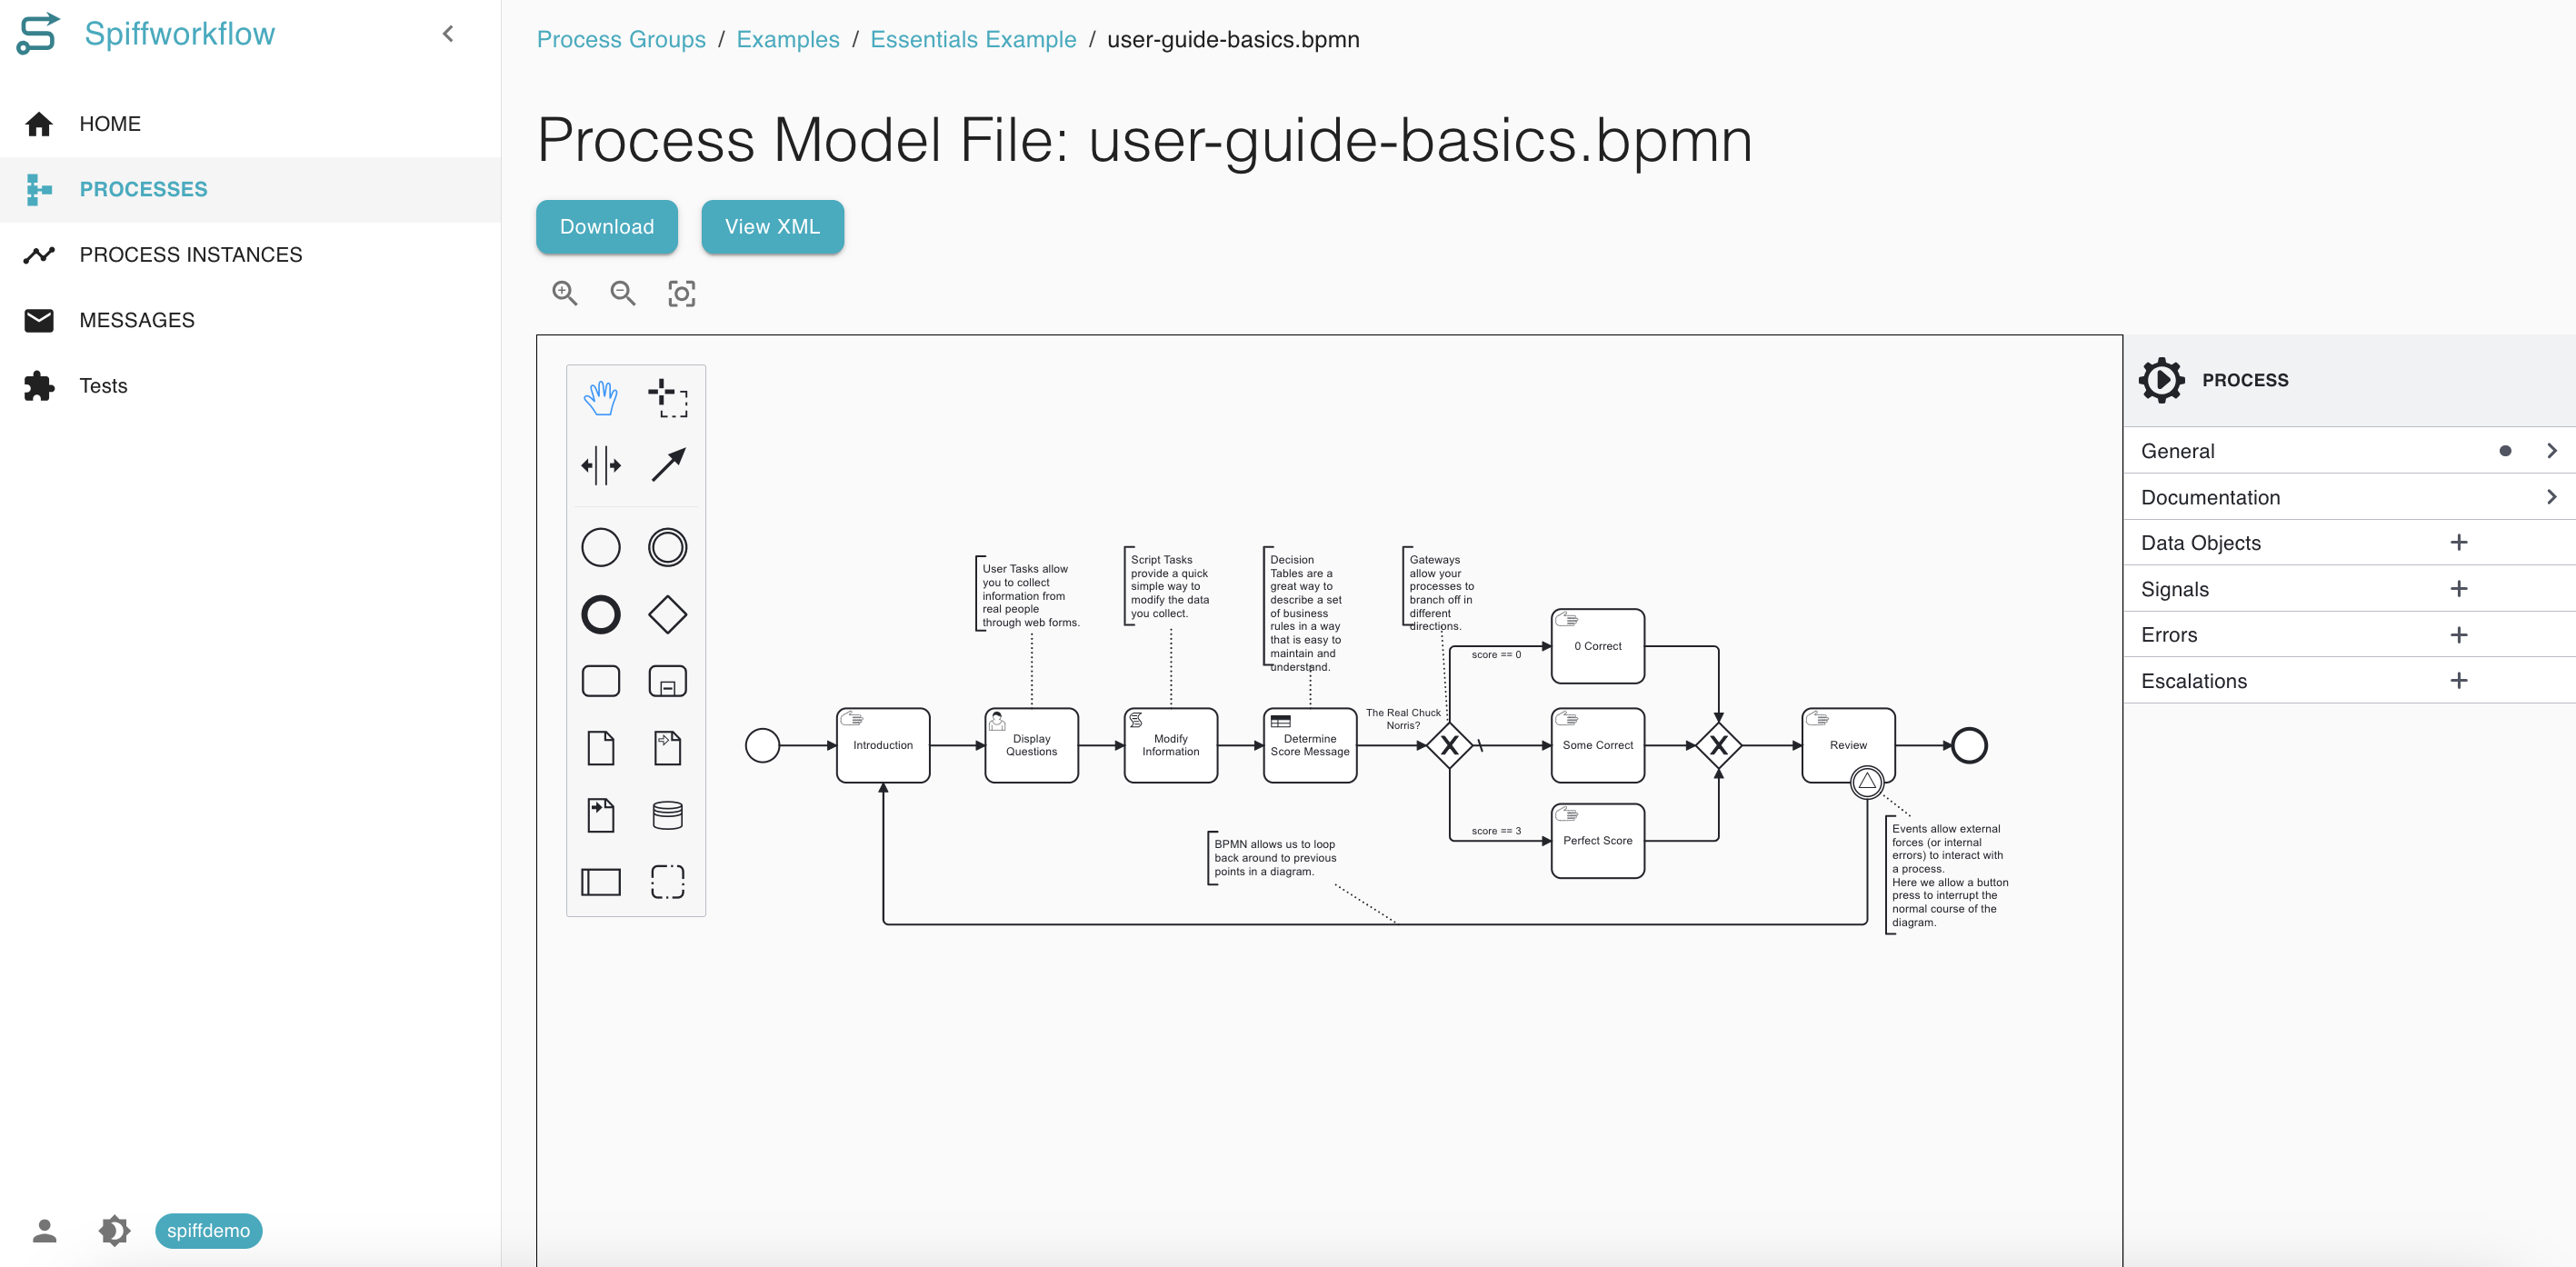 Spiffworkflow
HOME
PROCESSES
PROCESS INSTANCES
MESSAGES
Tests
spiffdemo
Process Groups / Examples / Essentials Example / user-guide-basics.bpmn
Process Model File: user-guide-basics.bpmn
Download
View XML
User Tasks allow
you to collect
information from
real people
through web forms.
Script Tasks
provide a quick
simple way to
modify the data
you collect.
Decision
Tables are a
great way to
describe a set
of business
rules in a way
that is easy to
maintain and
understand.
Gateways
allow your
processes to
branch off in
different
directions.
Introduction
Display
Questions
Modify
Information
Determine
Score Message
The Real Chuck
Norris?
score == 0
0 Correct
Some Correct
score == 3
Perfect Score
Review
BPMN allows us to loop
back around to previous
points in a diagram.
Events allow external
forces (or internal
errors) to interact with
a process.
Here we allow a button
press to interrupt the
normal course of the
diagram.
PROCESS
General
Documentation
Data Objects
Signals
Errors
Escalations